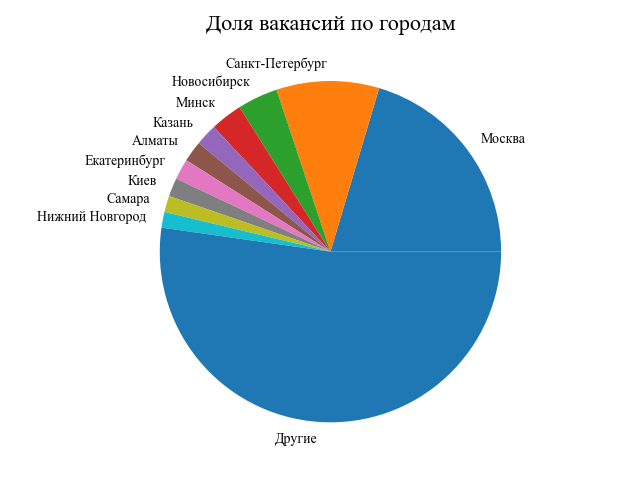 Доля вакансий по городам
Санкт-Петербург
Новосибирск
Минск
Казань
Москва
Алматы
Екатеринбург
Киев
Самара
Нижний Новгород
Другие